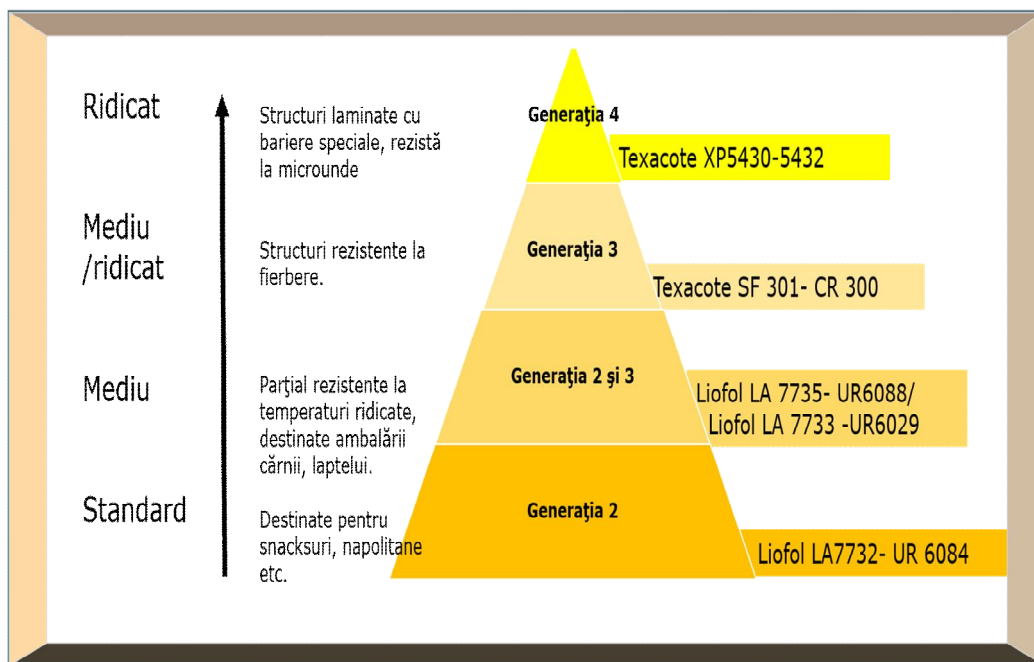 Ridicat
Structuri laminate cu
bariere speciale, rezistă
la microunde
Generaţia 4
Texacote XP5430-5432
Mediu
/ridicat
Structuri rezistente la
fierbere.
Generaţia 3
Texacote SF 301- CR 300
Mediu
Parţial rezistente la
temperaturi ridicate,
destinate ambalării
cărnii, laptelui.
Generaţia 2 şi 3
Liofol LA 7735- UR6088/
Liofol LA 7733 -UR6029
Standard
Destinate pentru
snacksuri, napolitane
etc.
Generaţia 2
Liofol LA7732- UR 6084